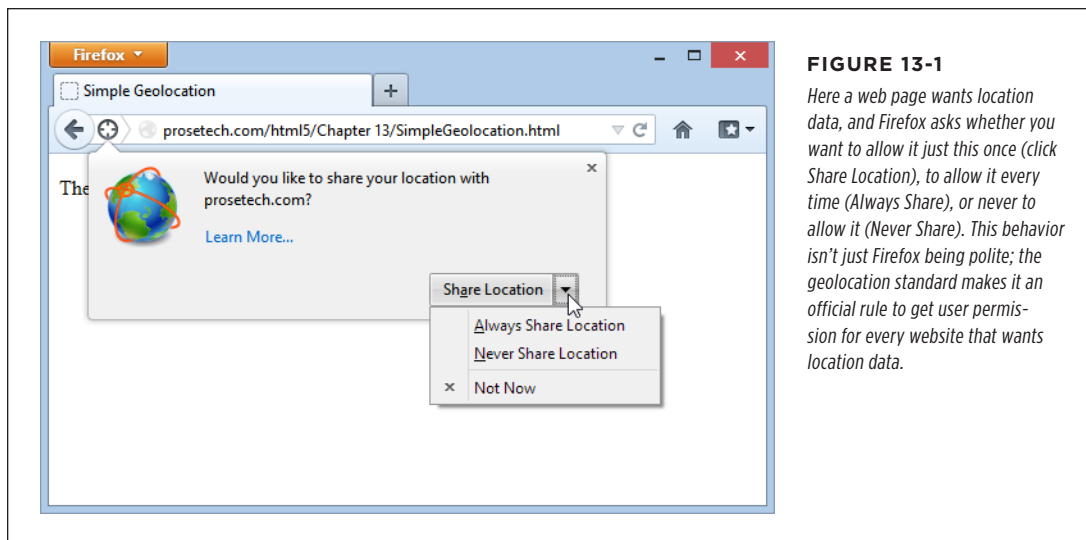 Firefox
Simple Geolocation
prosetech.com/html5/Chapter 13/SimpleGeolocation.html
The
Would you like to share your location with
prosetech.com?
Learn More...
Share Location
Always Share Location
Never Share Location
Not Now
FIGURE 13-1
Here a web page wants location
data, and Firefox asks whether you
want to allow it just this once (click
Share Location), to allow it every
time (Always Share), or never to
allow it (Never Share). This behavior
isn't just Firefox being polite; the
geolocation standard makes it an
official rule to get user permis-
sion for every website that wants
location data.